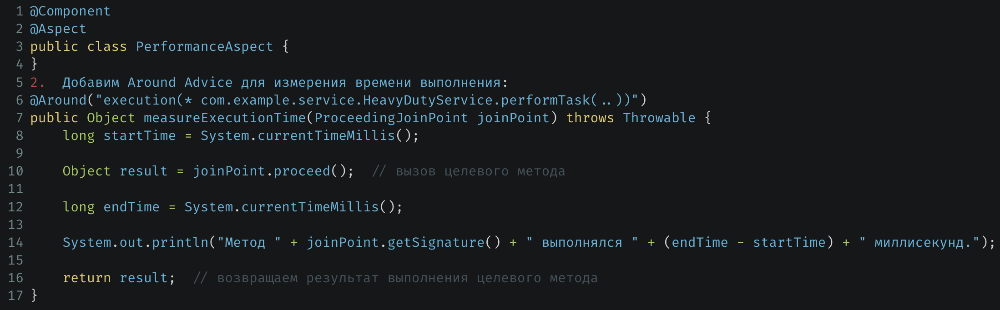 1 @Component
2 @Aspect
3 public class PerformanceAspect {
4 }
5 2.  Добавим Around Advice для измерения времени выполнения:
6 @Around("execution(* com.example.service.HeavyDutyService.performTask(..))")
7 public Object measureExecutionTime(ProceedingJoinPoint joinPoint) throws Throwable {
8     long startTime = System.currentTimeMillis();
9
10     Object result = joinPoint.proceed();  // вызов целевого метода
11
12     long endTime = System.currentTimeMillis();
13
14     System.out.println("Метод " + joinPoint.getSignature() + " выполнялся " + (endTime - startTime) + " миллисекунд.");
15
16     return result;  // возвращаем результат выполнения целевого метода
17 }